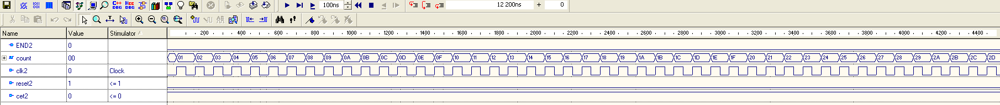 C++ DBG Hcc DBG 100ns 12 200ns + 0
Name Value Stimulator 200 400 600 800 1000 1200 1400 1600 1800 2000 2200 2400 2600 2800 3000 3200 3400 3600 3800 4000 4200 4400
END2 0
count 00 01 02 03 04 05 06 07 08 09 0A 0B 0C 0D 0E 0F 10 11 12 13 14 15 16 17 18 19 1A 1B 1C 1D 1E 1F 20 21 22 23 24 25 26 27 28 29 2A 2B 2C 2D
clk2 0 Clock
reset2 1 <= 1
cet2 0 <= 0